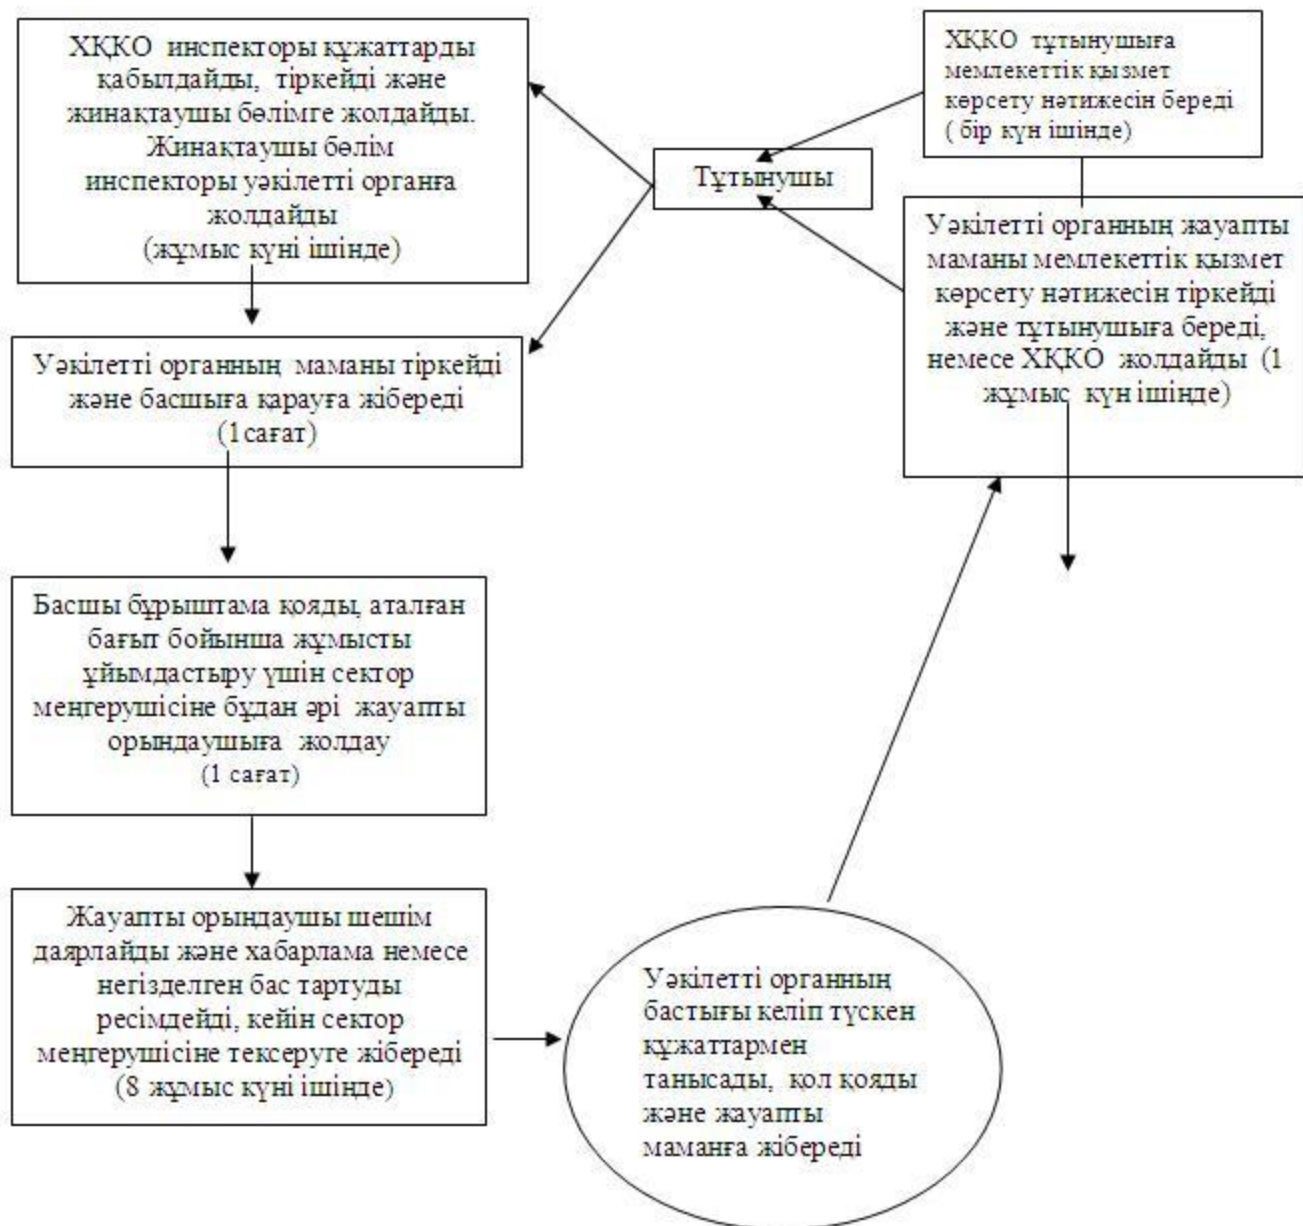 ХҚКО инспекторы құжаттарды
қабылдайды, тіркейді және
жинақтаушы бөлімге жолдайды.
Жинақтаушы бөлім
инспекторы уәкілетті органға
жолдайды
(жұмыс күні ішінде)
ХҚКО тұтынушыға
мемлекеттік қызмет
көрсету нәтижесін береді
( бір күн ішінде)
Тұтынушы
Уәкілетті органның жауапты
маманы мемлекеттік қызмет
көрсету нәтижесін тіркейді
және тұтынушыға береді,
немесе ХҚКО жолдайды (1
жұмыс күн ішінде)
Уәкілетті органның маманы тіркейді
және басшыға қарауға жібереді
(1сағат)
Басшы бұрыштама қояды, аталған
бағыт бойынша жұмысты
ұйымдастыру үшін сектор
меңгерушісіне бұдан әрі жауапты
орындаушыға жолдау
(1 сағат)
Жауапты орындаушы шешім
даярлайды және хабарлама немесе
негізделген бас тартуды
ресімдейді, кейін сектор
меңгерушісіне тексеруге жібереді
(8 жұмыс күні ішінде)
Уәкілетті органның
бастығы келіп түскен
құжаттармен
танысады, қол қояды
және жауапты
маманға жібереді